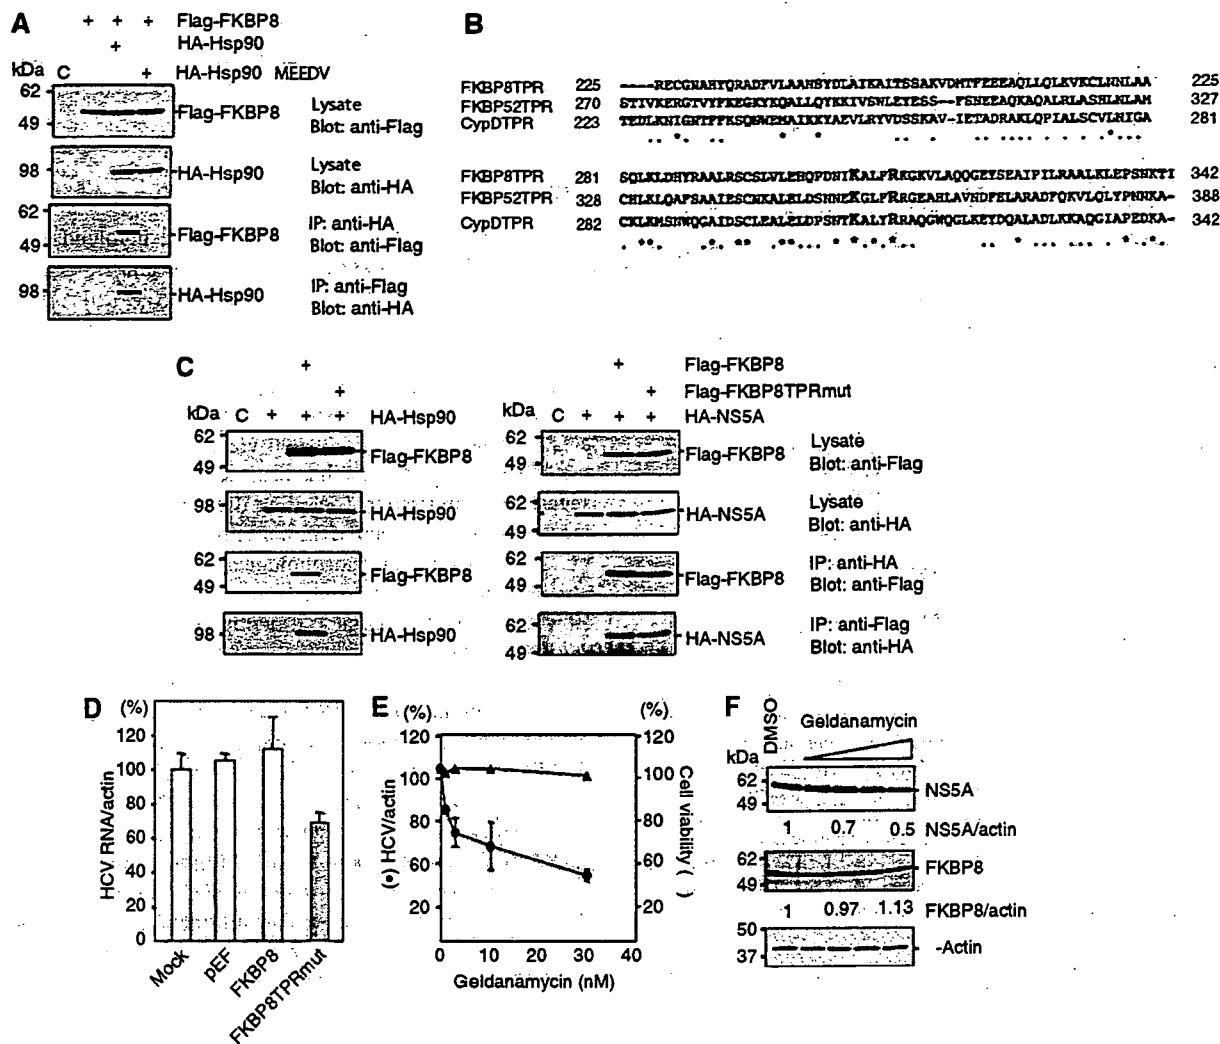 A
+ + + Flag-FKBP8
+ HA-Hsp90
kDa C + HA-Hsp90 MEEDV
62
49
Flag-FKBP8
Lysate
Blot: anti-Flag
98
HA-Hsp90
Lysate
Blot: anti-HA
62
49
Flag-FKBP8
IP: anti-HA
Blot: anti-Flag
98
HA-Hsp90
IP: anti-Flag
Blot: anti-HA
B
FKBP8TPR 225 225
FKBP52TPR 270 327
CypDTPR 223 281
FKBP8TPR 281 342
FKBP52TPR 328 388
CypDTPR 282 342
C
+
+
kDa C + + + HA-Hsp90
62
49
Flag-FKBP8
98
HA-Hsp90
62
49
Flag-FKBP8
98
HA-Hsp90
+ Flag-FKBP8
+ Flag-FKBP8TPRmut
kDa C + + + HA-NS5A
62
49
Flag-FKBP8
Lysate
Blot: anti-Flag
62
49
HA-NS5A
Lysate
Blot: anti-HA
62
49
Flag-FKBP8
IP: anti-HA
Blot: anti-Flag
62
49
HA-NS5A
IP: anti-Flag
Blot: anti-HA
D
(%)
HCV RNA/actin
120
100
80
60
40
20
0
Mock
pEF
FKBP8
FKBP8TPRmut
E
(%)
(%)
(●) HCV/actin
120
100
80
60
20
120
100
80
60
20
Cell viability ( )
0 10 20 30 40
Geldanamycin (nM)
F
DMSO
Geldanamycin
kDa
62
49
NS5A
1 0.7 0.5 NS5A/actin
62
49
FKBP8
1 0.97 1.13 FKBP8/actin
50
37
-Actin